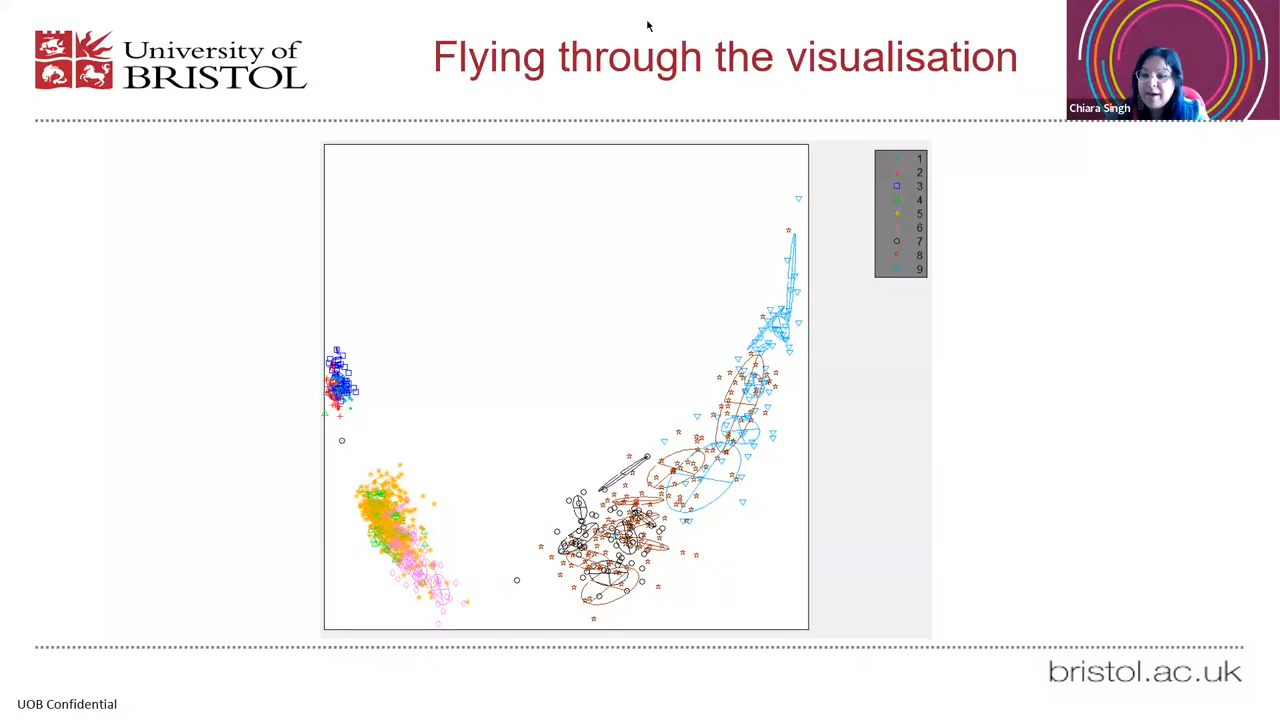 University of
BRISTOL
Flying through the visualisation
Chiara Singh
1
2
3
4
5
6
7
8
9
bristol.ac.uk
UOB Confidential